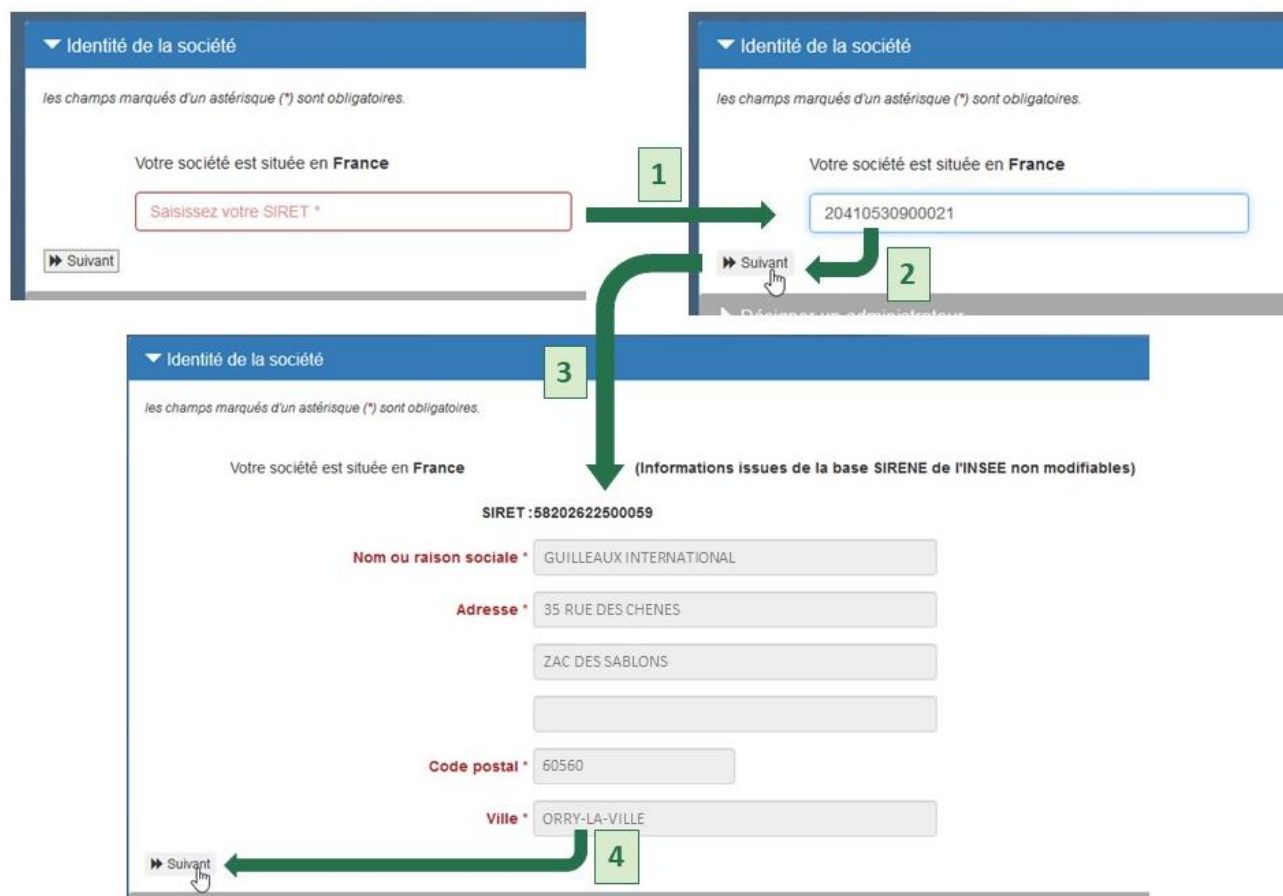 Identité de la société
les champs marqués d'un astérisque (*) sont obligatoires.
Votre société est située en France
Saisissez votre SIRET *
Suivant
1
Identité de la société
les champs marqués d'un astérisque (*) sont obligatoires.
Votre société est située en France
20410530900021
Suivant
2
Désigner un administrateur
3
Identité de la société
les champs marqués d'un astérisque (*) sont obligatoires.
Votre société est située en France (Informations issues de la base SIRENE de l'INSEE non modifiables)
SIRET :58202622500059
Nom ou raison sociale * GUILLEAUX INTERNATIONAL
Adresse * 35 RUE DES CHENES
ZAC DES SABLONS
Code postal * 60560
Ville * ORRY-LA-VILLE
Suivant
4